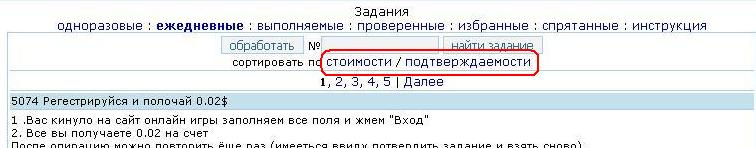 Задания
одноразовые : ежедневные : выполняемые : проверенные : избранные : спрятанные : инструкция
обработать № найти задание
сортировать по стоимости / подтверждаемости
1, 2, 3, 4, 5 | Далее
5074 Регестрируйся и полочай 0.02$
1 .Вас кинуло на сайт онлин игры заполняем все поля и жмем "Вход"
2. Все вы получаете 0.02 на счет
После опирацию можно повторить ёще раз (имееться ввиду потвердить задание и взять сново)